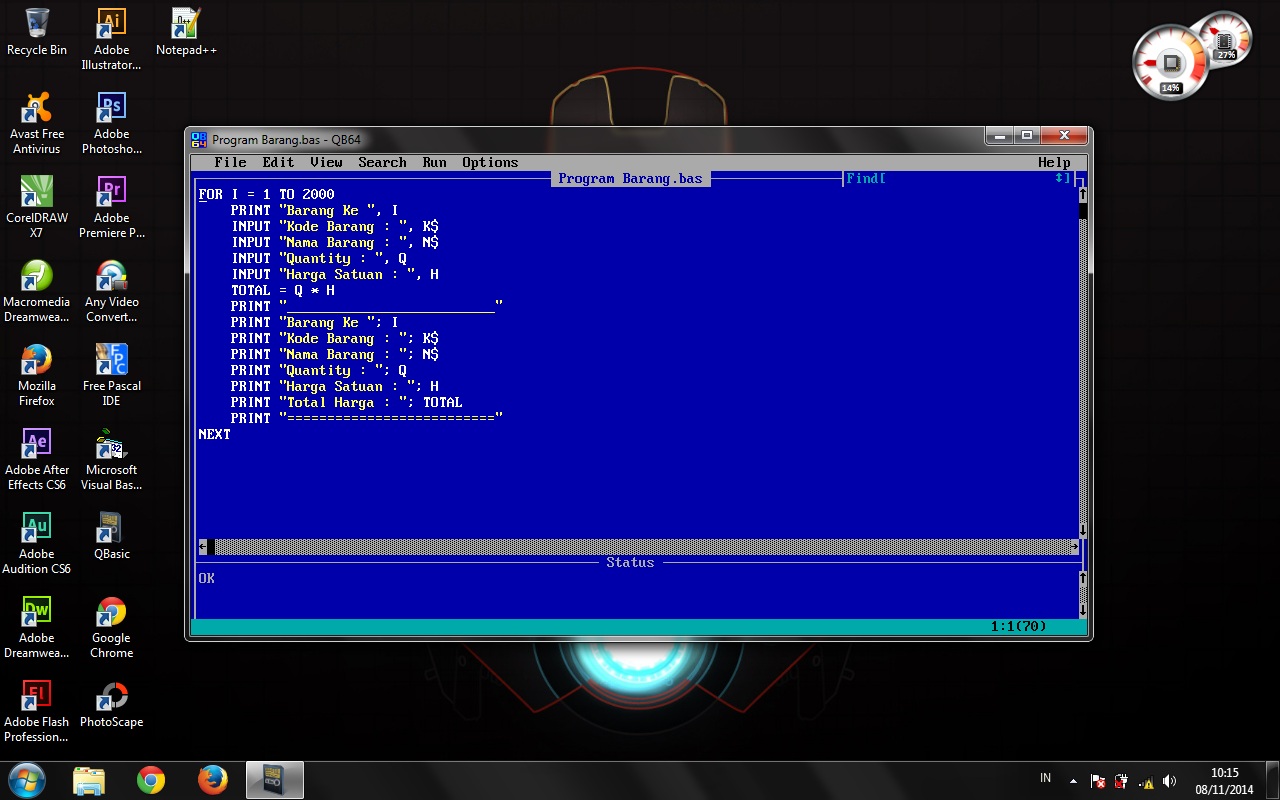 Recycle Bin
Adobe Illustrator...
Notepad++
Avast Free Antivirus
Adobe Photosho...
CorelDRAW X7
Adobe Premiere P...
Macromedia Dreamwea...
Any Video Convert...
Mozilla Firefox
Free Pascal IDE
Adobe After Effects CS6
Microsoft Visual Bas...
Adobe Audition CS6
QBasic
Adobe Dreamwea...
Google Chrome
Adobe Flash Profession...
PhotoScape
27%
14%
Program Barang.bas - QB64
File Edit View Search Run Options Help
Program Barang.bas
Find[ ↕]
FOR I = 1 TO 2000
PRINT "Barang Ke ", I
INPUT "Kode Barang : ", K$
INPUT "Nama Barang : ", N$
INPUT "Quantity : ", Q
INPUT "Harga Satuan : ", H
TOTAL = Q * H
PRINT "__________________________"
PRINT "Barang Ke "; I
PRINT "Kode Barang : "; K$
PRINT "Nama Barang : "; N$
PRINT "Quantity : "; Q
PRINT "Harga Satuan : "; H
PRINT "Total Harga : "; TOTAL
PRINT "=========================="
NEXT
Status
OK
1:1(70)
IN
10:15
08/11/2014